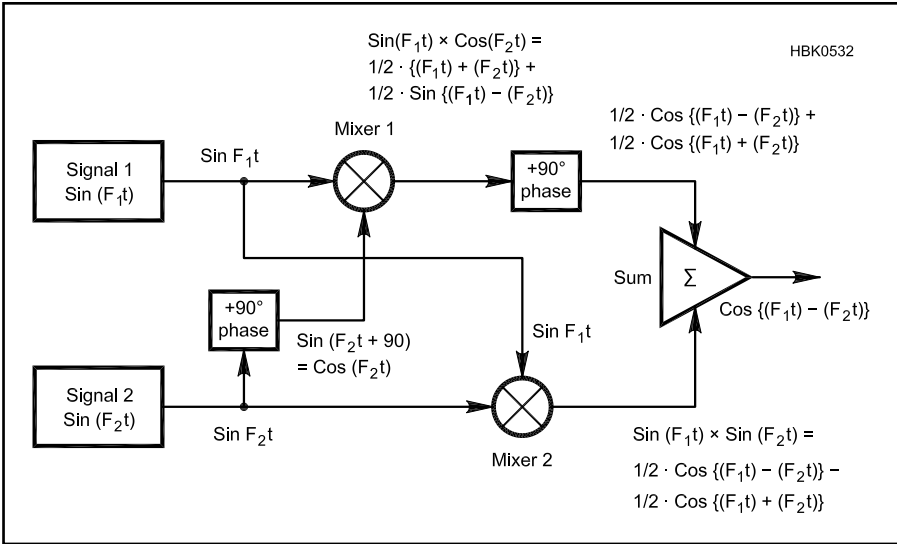 Sin(F₁t) × Cos(F₂t) =
1/2 · {(F₁t) + (F₂t)} +
1/2 · Sin {(F₁t) − (F₂t)}
HBK0532
Mixer 1
1/2 · Cos {(F₁t) − (F₂t)} +
1/2 · Cos {(F₁t) + (F₂t)}
Signal 1
Sin (F₁t)
Sin F₁t
+90°
phase
Sum
Σ
Cos {(F₁t) − (F₂t)}
+90°
phase
Sin (F₂t + 90)
= Cos (F₂t)
Sin F₁t
Signal 2
Sin (F₂t)
Sin F₂t
Mixer 2
Sin (F₁t) × Sin (F₂t) =
1/2 · Cos {(F₁t) − (F₂t)} −
1/2 · Cos {(F₁t) + (F₂t)}